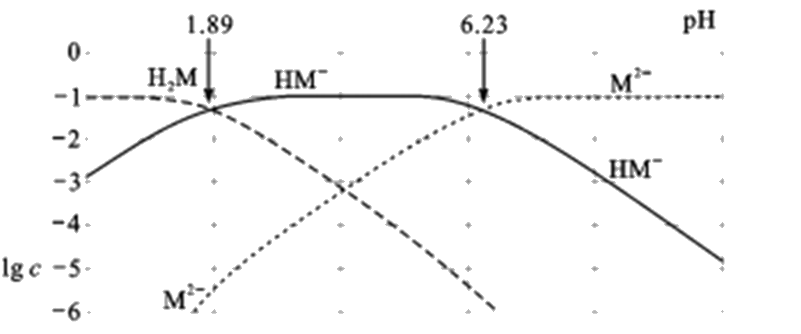 1.89 6.23 pH
0
H₂M HM⁻ M²⁻
−1
−2
−3 HM⁻
−4
lg c −5
M²⁻
−6